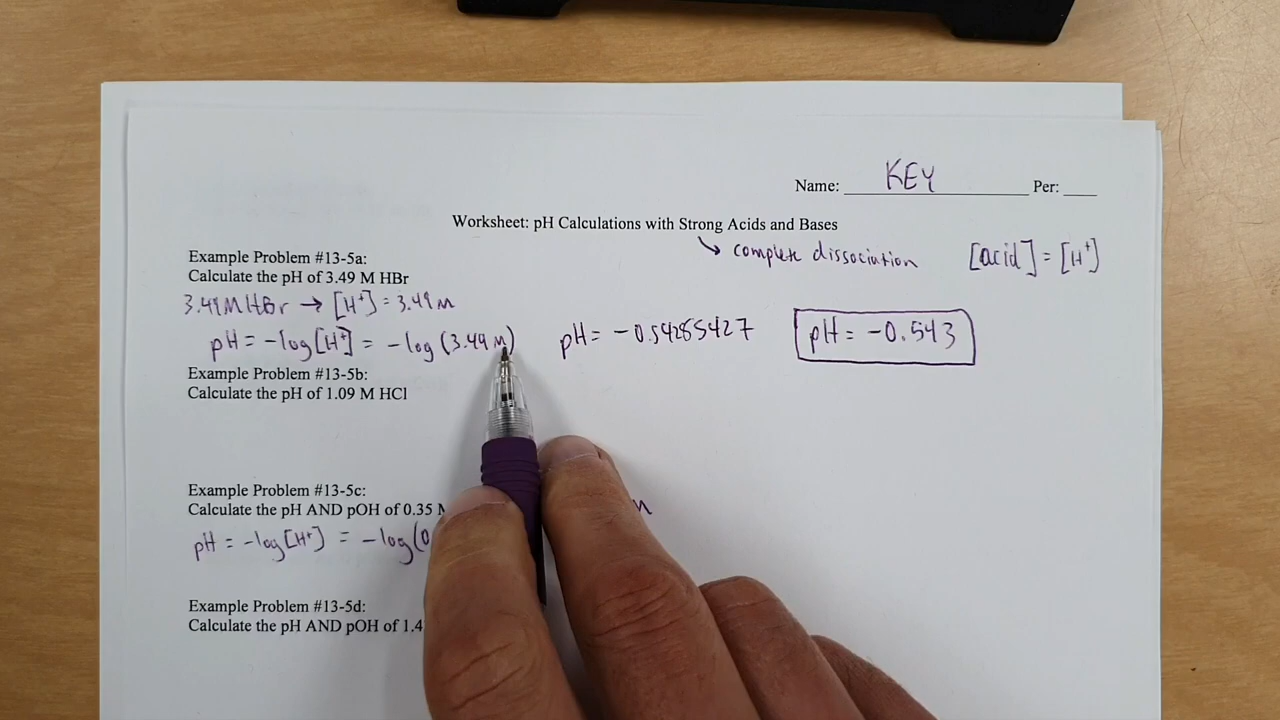 Name: KEY Per:
Worksheet: pH Calculations with Strong Acids and Bases
↘ complete dissociation [acid] = [H⁺]
Example Problem #13-5a:
Calculate the pH of 3.49 M HBr
3.49M HBr → [H⁺] = 3.49 M
pH = -log[H⁺] = -log(3.49 M) pH = -0.54285427 pH = -0.543
Example Problem #13-5b:
Calculate the pH of 1.09 M HCl
Example Problem #13-5c:
Calculate the pH AND pOH of 0.35
pH = -log[H⁺] = -log(0
Example Problem #13-5d:
Calculate the pH AND pOH of 1.4